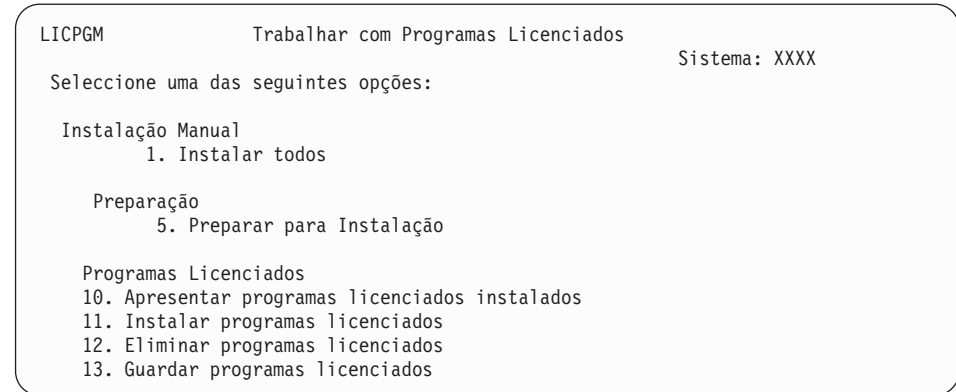 LICPGM Trabalhar com Programas Licenciados
Sistema: XXXX
Seleccione uma das seguintes opções:
Instalação Manual
1. Instalar todos
Preparação
5. Preparar para Instalação
Programas Licenciados
10. Apresentar programas licenciados instalados
11. Instalar programas licenciados
12. Eliminar programas licenciados
13. Guardar programas licenciados